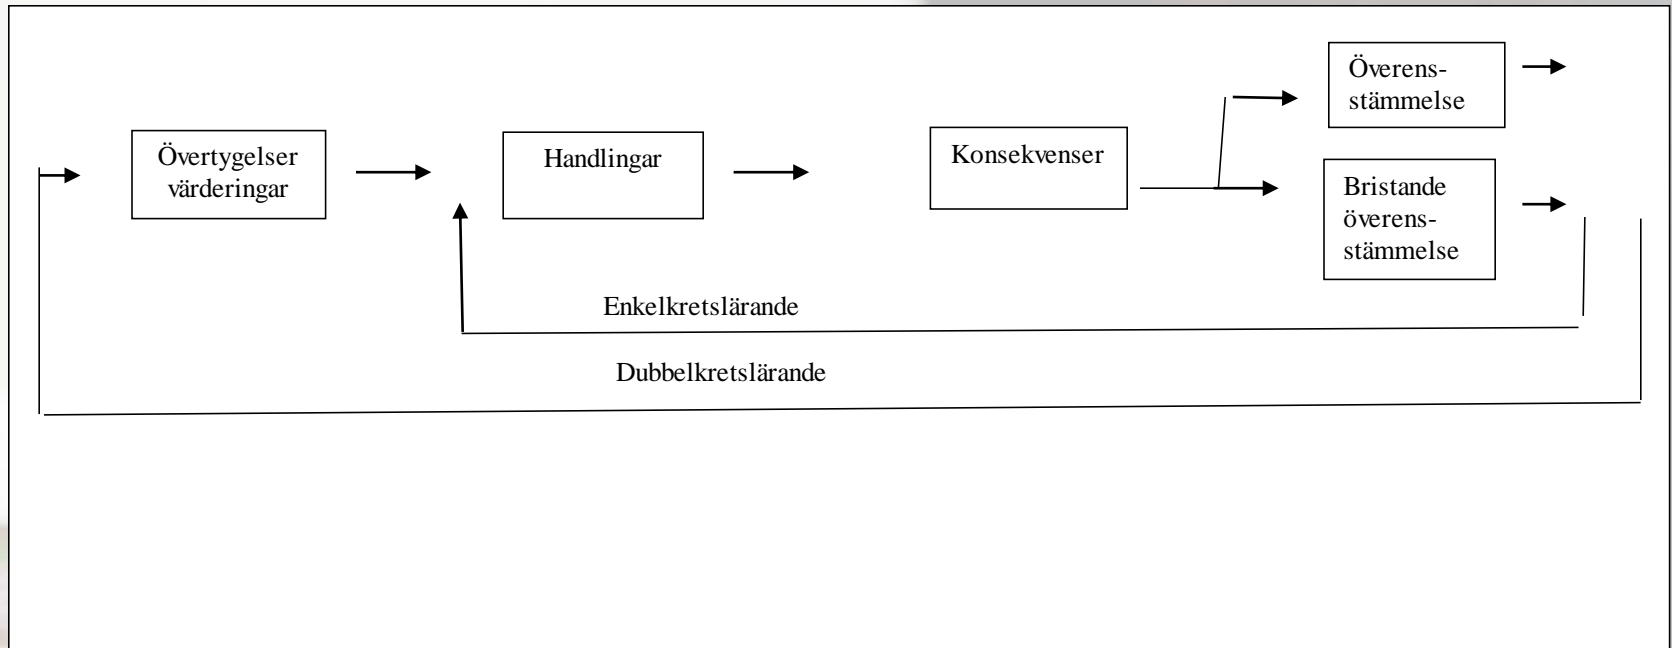 Övertygelser
värderingar
Handlingar
Konsekvenser
Överens-
stämmelse
Bristande
överens-
stämmelse
Enkelkretslärande
Dubbelkretslärande